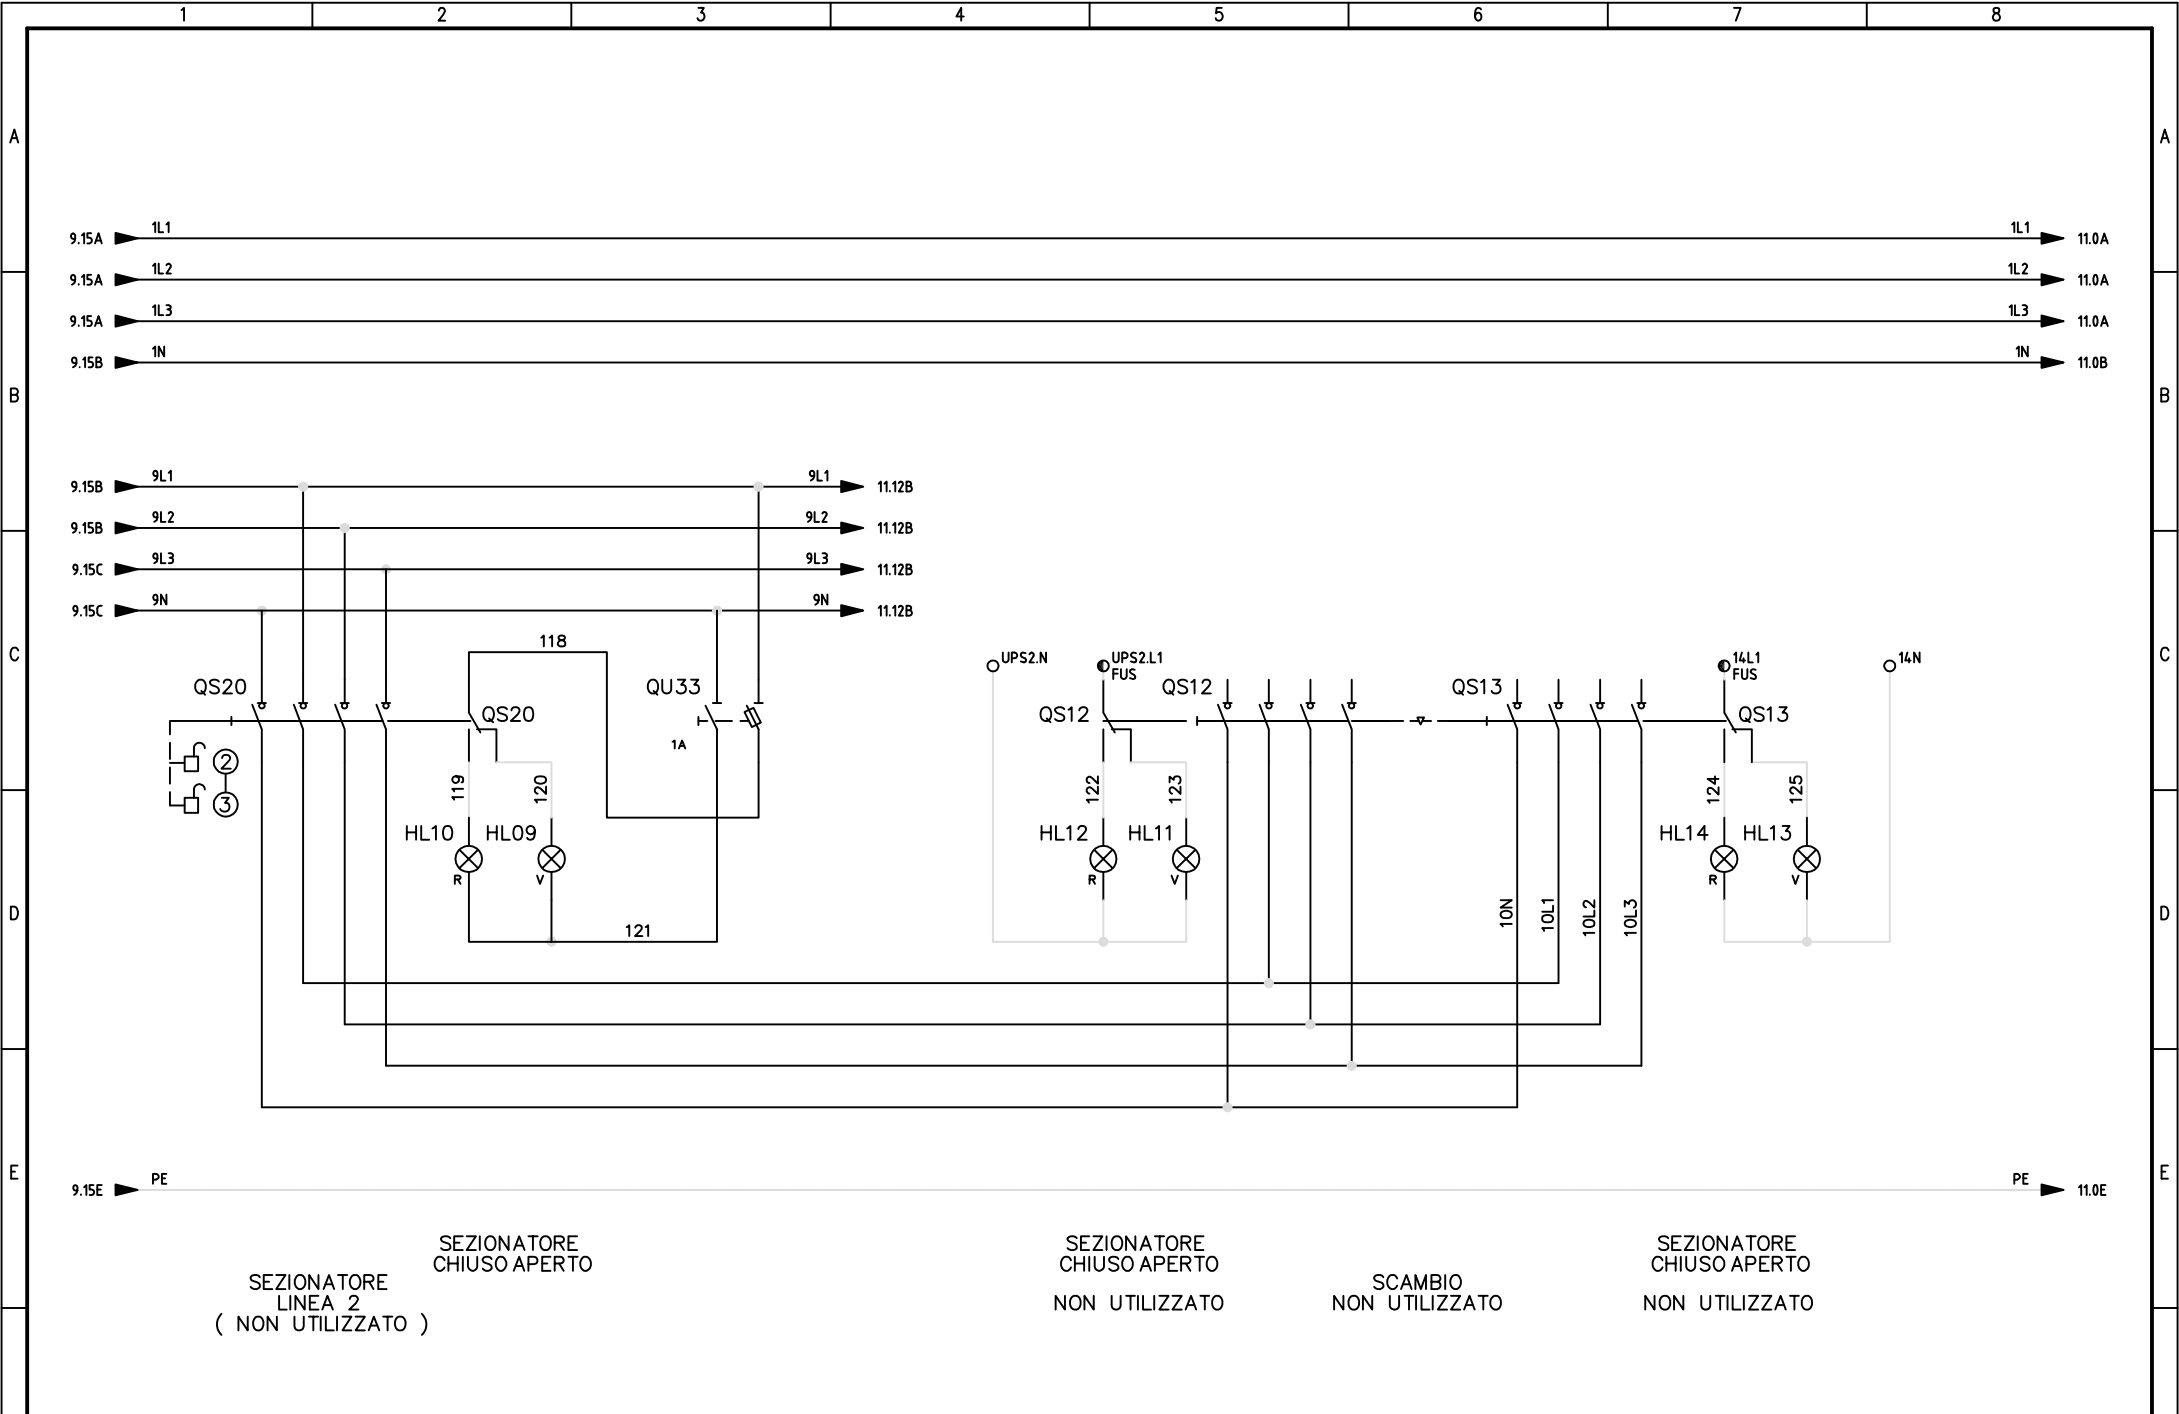 1 2 3 4 5 6 7 8
A A
9.15A 1L1 1L1 11.0A
9.15A 1L2 1L2 11.0A
9.15A 1L3 1L3 11.0A
9.15B 1N 1N 11.0B
B B
9.15B 9L1 9L1 11.12B
9.15B 9L2 9L2 11.12B
9.15C 9L3 9L3 11.12B
9.15C 9N 9N 11.12B
118
C C
UPS2.N UPS2.L1 14L1 14N
FUS FUS
QS20 QU33 QS12 QS13
QS20 QS12 QS13
1A
2
3
119 120 122 123 124 125
HL10 HL09 HL12 HL11 HL14 HL13
R V R V R V
10N 10L1 10L2 10L3
D D
121
E E
9.15E PE PE 11.0E
SEZIONATORE
CHIUSO APERTO
SEZIONATORE
LINEA 2
( NON UTILIZZATO )
SEZIONATORE
CHIUSO APERTO
NON UTILIZZATO
SCAMBIO
NON UTILIZZATO
SEZIONATORE
CHIUSO APERTO
NON UTILIZZATO